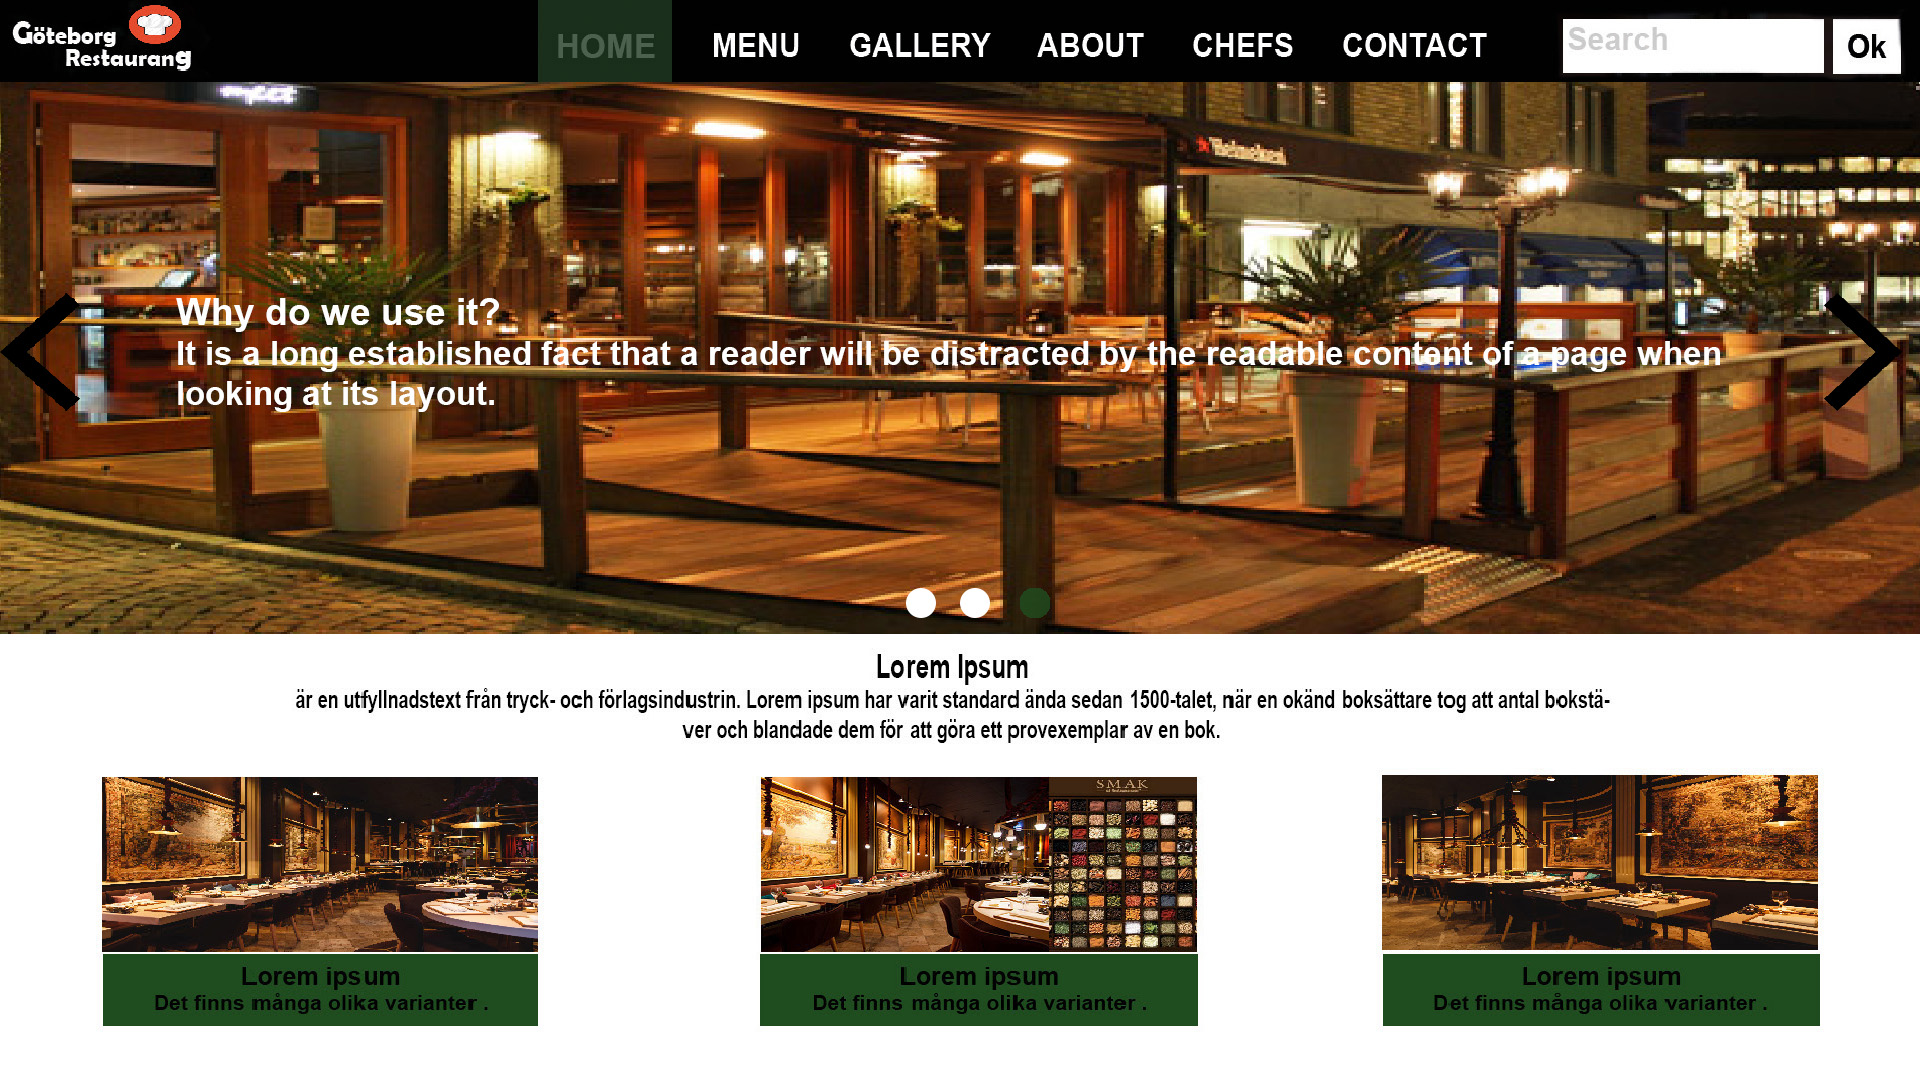 Göteborg
Restaurang
HOME MENU GALLERY ABOUT CHEFS CONTACT
Search
Ok
Why do we use it?
It is a long established fact that a reader will be distracted by the readable content of a page when
looking at its layout.
Lorem Ipsum
är en utfyllnadstext från tryck- och förlagsindustrin. Lorem ipsum har varit standard ända sedan 1500-talet, när en okänd boksättare tog att antal bokstä-
ver och blandade dem för att göra ett provexemplar av en bok.
SMAK
Lorem ipsum
Det finns många olika varianter .
Lorem ipsum
Det finns många olika varianter .
Lorem ipsum
Det finns många olika varianter .